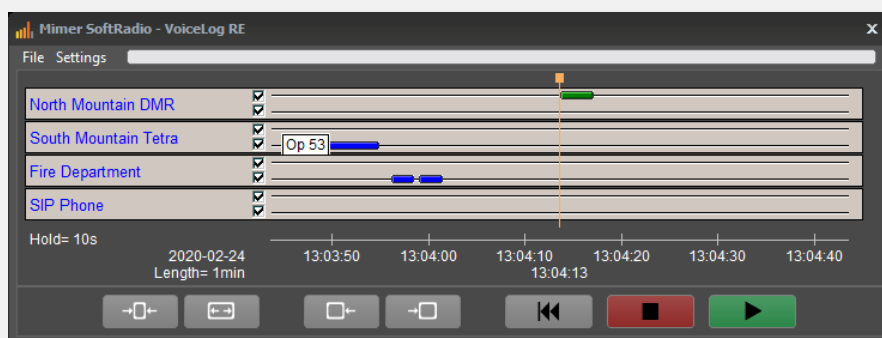 Mimer SoftRadio - VoiceLog RE x
File Settings
North Mountain DMR
South Mountain Tetra
Op 53
Fire Department
SIP Phone
Hold= 10s
2020-02-24 13:03:50 13:04:00 13:04:10 13:04:20 13:04:30 13:04:40
Length= 1min 13:04:13